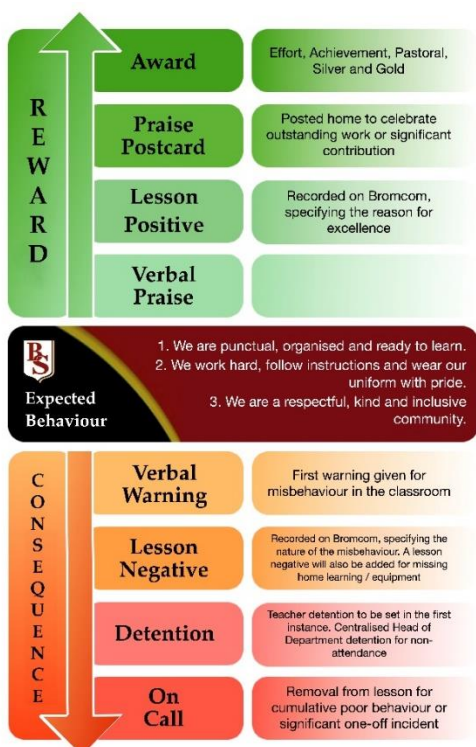 REWARD
Award
Effort, Achievement, Pastoral,
Silver and Gold
Praise
Postcard
Posted home to celebrate
outstanding work or significant
contribution
Lesson
Positive
Recorded on Bromcom,
specifying the reason for
excellence
Verbal
Praise
BS
Expected
Behaviour
1. We are punctual, organised and ready to learn.
2. We work hard, follow instructions and wear our
uniform with pride.
3. We are a respectful, kind and inclusive
community.
CONSEQUENCE
Verbal
Warning
First warning given for
misbehaviour in the classroom
Lesson
Negative
Recorded on Bromcom, specifying the
nature of the misbehaviour. A lesson
negative will also be added for missing
home learning / equipment
Detention
Teacher detention to be set in the first
instance. Centralised Head of
Department detention for non-
attendance
On
Call
Removal from lesson for
cumulative poor behaviour or
significant one-off incident